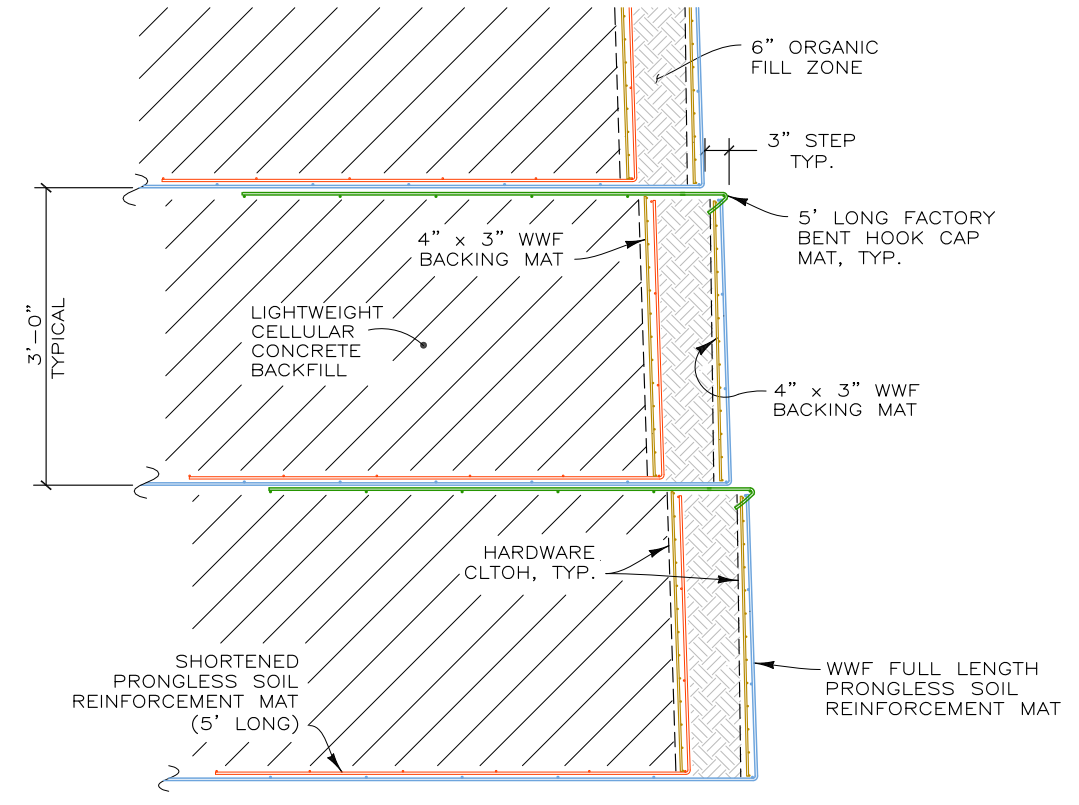 6” ORGANIC
FILL ZONE
3” STEP
TYP.
5’ LONG FACTORY
BENT HOOK CAP
MAT, TYP.
4” x 3” WWF
BACKING MAT
LIGHTWEIGHT
CELLULAR
CONCRETE
BACKFILL
3’-0”
TYPICAL
4” x 3” WWF
BACKING MAT
HARDWARE
CLTOH, TYP.
SHORTENED
PRONGLESS SOIL
REINFORCEMENT MAT
(5’ LONG)
WWF FULL LENGTH
PRONGLESS SOIL
REINFORCEMENT MAT